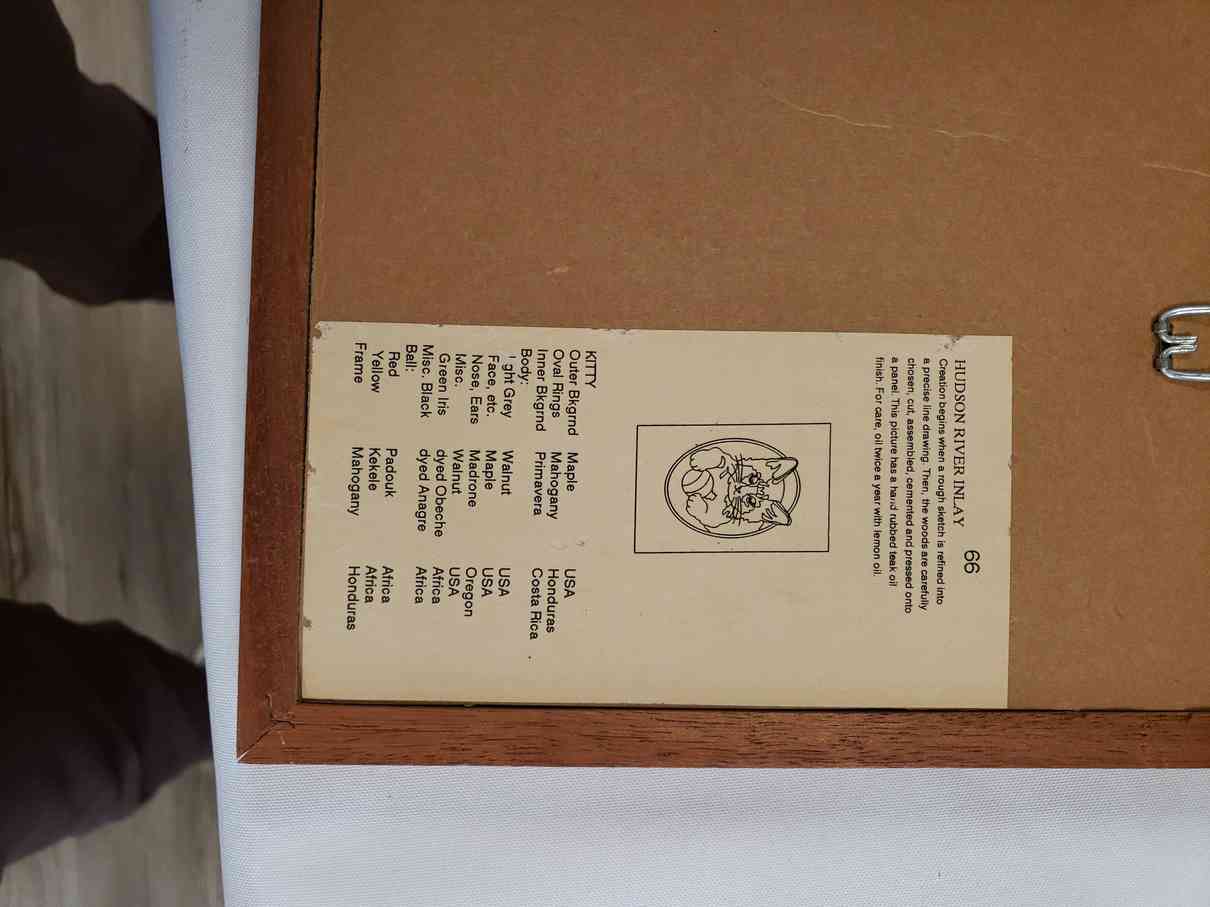 66
HUDSON RIVER INLAY
Creation begins when a rough sketch is refined into
a precise line drawing. Then, the woods are carefully
chosen, cut, assembled, cemented and pressed onto
a panel. This picture has a hand rubbed teak oil
finish. For care, oil twice a year with lemon oil.
KITTY
Outer Bkgrnd Maple USA
Oval Rings Mahogany Honduras
Inner Bkgrnd Primavera Costa Rica
Body:
Light Grey Walnut USA
Face, etc. Maple USA
Nose, Ears Madrone Oregon
Misc. Walnut USA
Green Iris dyed Obeche Africa
Misc. Black dyed Anagre Africa
Ball:
Red Padouk Africa
Yellow Kekele Africa
Frame Mahogany Honduras